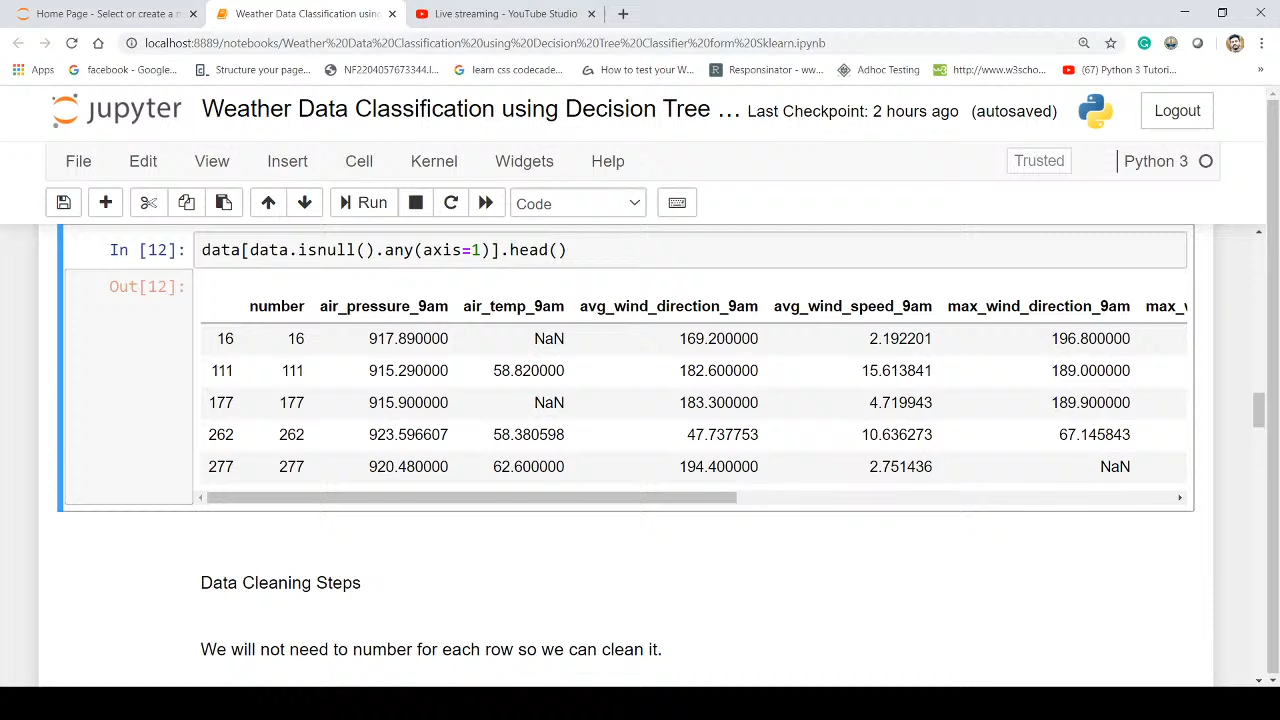 Home Page - Select or create a n
Weather Data Classification using
Live streaming - YouTube Studio
localhost:8889/notebooks/Weather%20Data%20Classification%20using%20Decision%20Tree%20Classifier%20form%20Sklearn.ipynb
Apps
facebook - Google...
Structure your page...
NF22041057673344.I...
learn css codecade...
How to test your W...
Responsinator - ww...
Adhoc Testing
http://www.w3scho...
(67) Python 3 Tutori...
»
jupyter
Weather Data Classification using Decision Tree ...
Last Checkpoint: 2 hours ago (autosaved)
Logout
File Edit View Insert Cell Kernel Widgets Help
Trusted
Python 3
Run
Code
In [12]: data[data.isnull().any(axis=1)].head()
Out[12]:
number air_pressure_9am air_temp_9am avg_wind_direction_9am avg_wind_speed_9am max_wind_direction_9am max_v
16 16 917.890000 NaN 169.200000 2.192201 196.800000
111 111 915.290000 58.820000 182.600000 15.613841 189.000000
177 177 915.900000 NaN 183.300000 4.719943 189.900000
262 262 923.596607 58.380598 47.737753 10.636273 67.145843
277 277 920.480000 62.600000 194.400000 2.751436 NaN
Data Cleaning Steps
We will not need to number for each row so we can clean it.